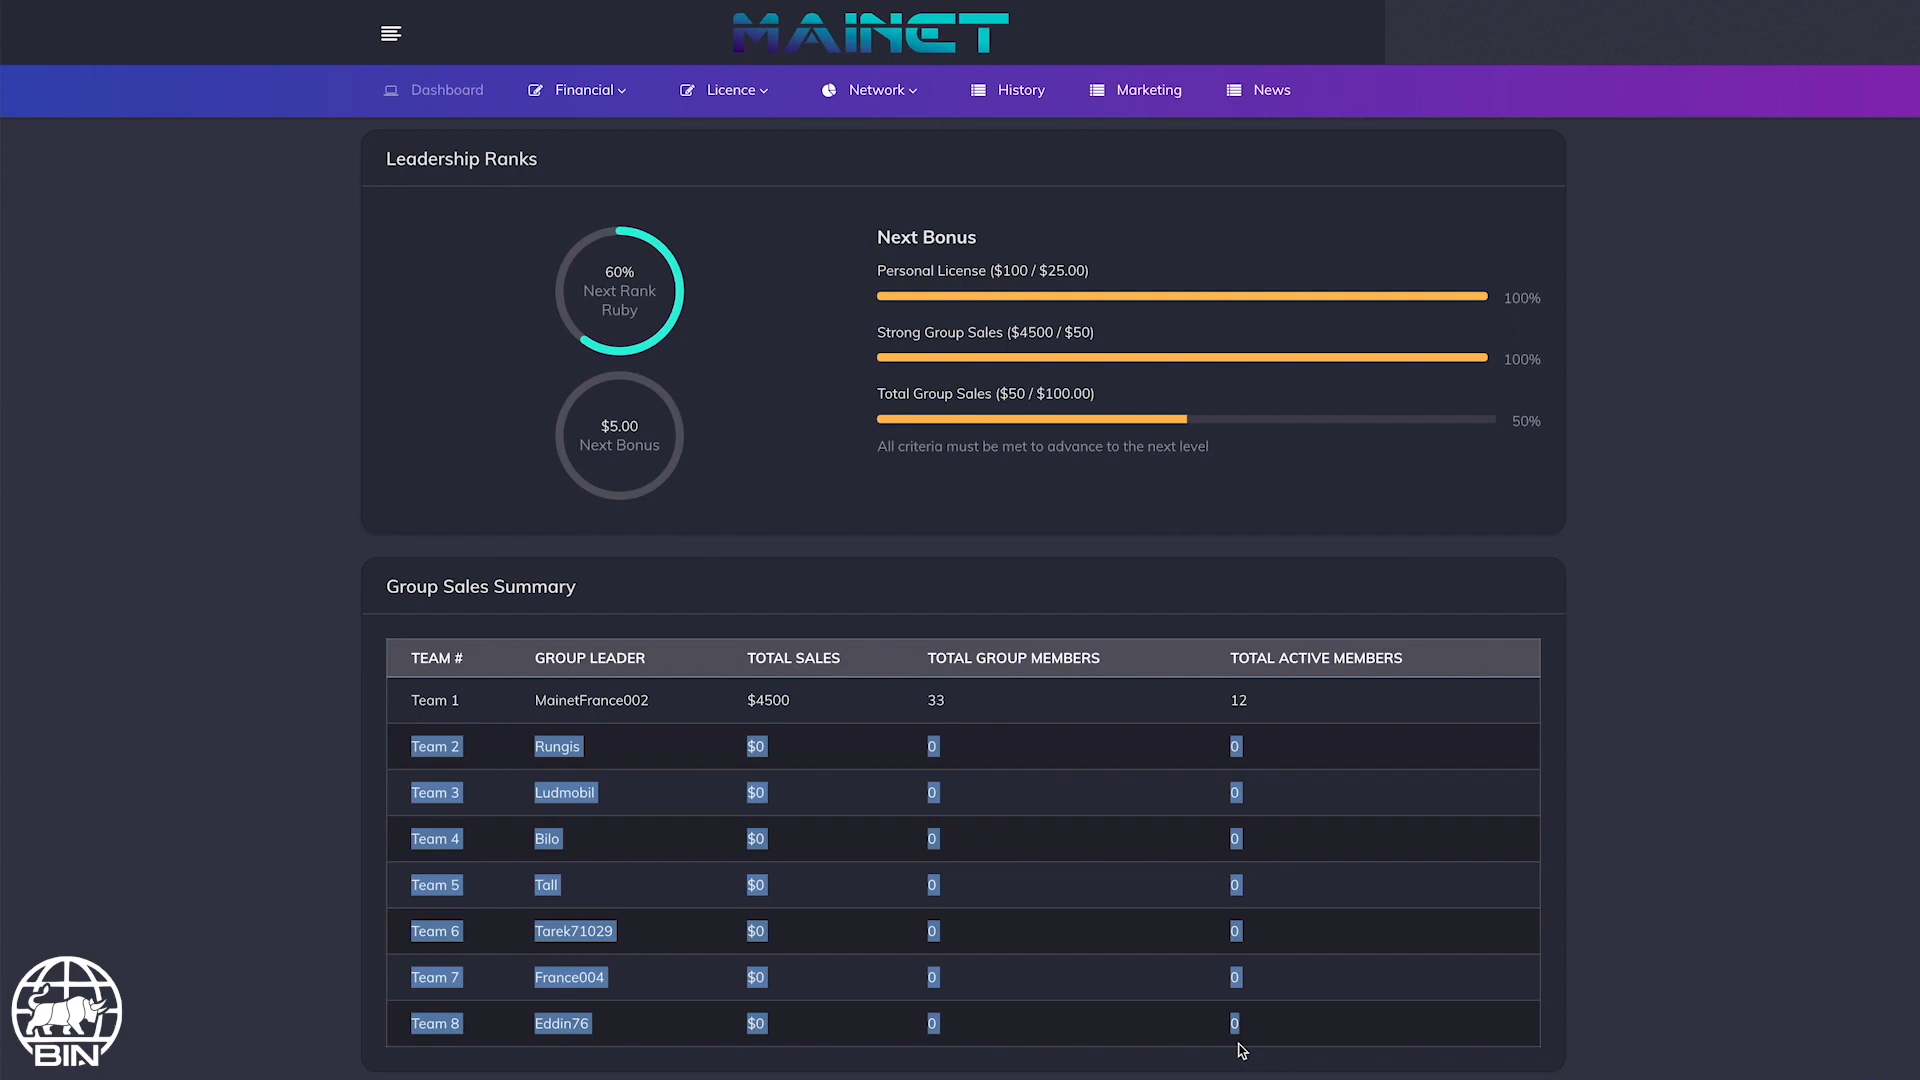 MAINET
Dashboard Financial Licence Network History Marketing News
Leadership Ranks
60%
Next Rank
Ruby
$5.00
Next Bonus
Next Bonus
Personal License ($100 / $25.00)
100%
Strong Group Sales ($4500 / $50)
100%
Total Group Sales ($50 / $100.00)
50%
All criteria must be met to advance to the next level
Group Sales Summary
TEAM # GROUP LEADER TOTAL SALES TOTAL GROUP MEMBERS TOTAL ACTIVE MEMBERS
Team 1 MainetFrance002 $4500 33 12
Team 2 Rungis $0 0 0
Team 3 Ludmobil $0 0 0
Team 4 Bilo $0 0 0
Team 5 Tall $0 0 0
Team 6 Tarek71029 $0 0 0
Team 7 France004 $0 0 0
Team 8 Eddin76 $0 0 0
BIN